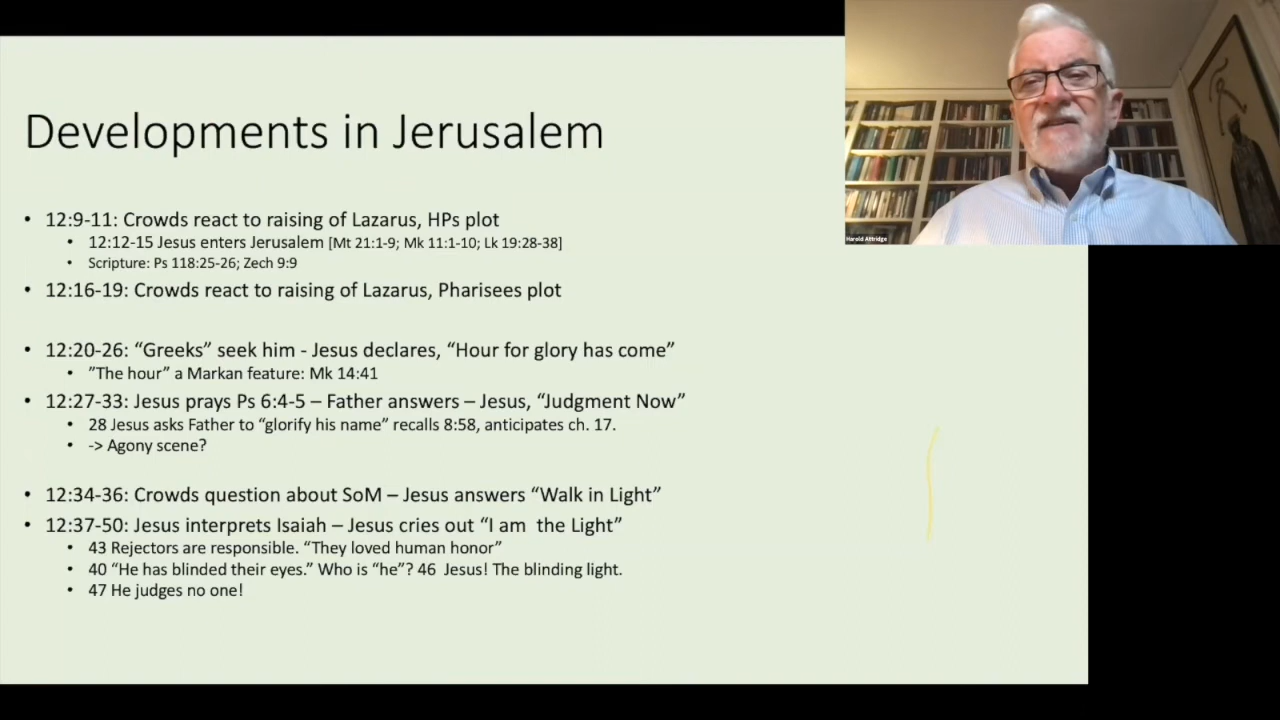 Developments in Jerusalem
• 12:9-11: Crowds react to raising of Lazarus, HPs plot
• 12:12-15 Jesus enters Jerusalem [Mt 21:1-9; Mk 11:1-10; Lk 19:28-38]
• Scripture: Ps 118:25-26; Zech 9:9
• 12:16-19: Crowds react to raising of Lazarus, Pharisees plot
• 12:20-26: “Greeks” seek him - Jesus declares, “Hour for glory has come”
• ”The hour” a Markan feature: Mk 14:41
• 12:27-33: Jesus prays Ps 6:4-5 – Father answers – Jesus, “Judgment Now”
• 28 Jesus asks Father to “glorify his name” recalls 8:58, anticipates ch. 17.
• -> Agony scene?
• 12:34-36: Crowds question about SoM – Jesus answers “Walk in Light”
• 12:37-50: Jesus interprets Isaiah – Jesus cries out “I am  the Light”
• 43 Rejectors are responsible. “They loved human honor”
• 40 “He has blinded their eyes.” Who is “he”? 46  Jesus! The blinding light.
• 47 He judges no one!
Harold Attridge